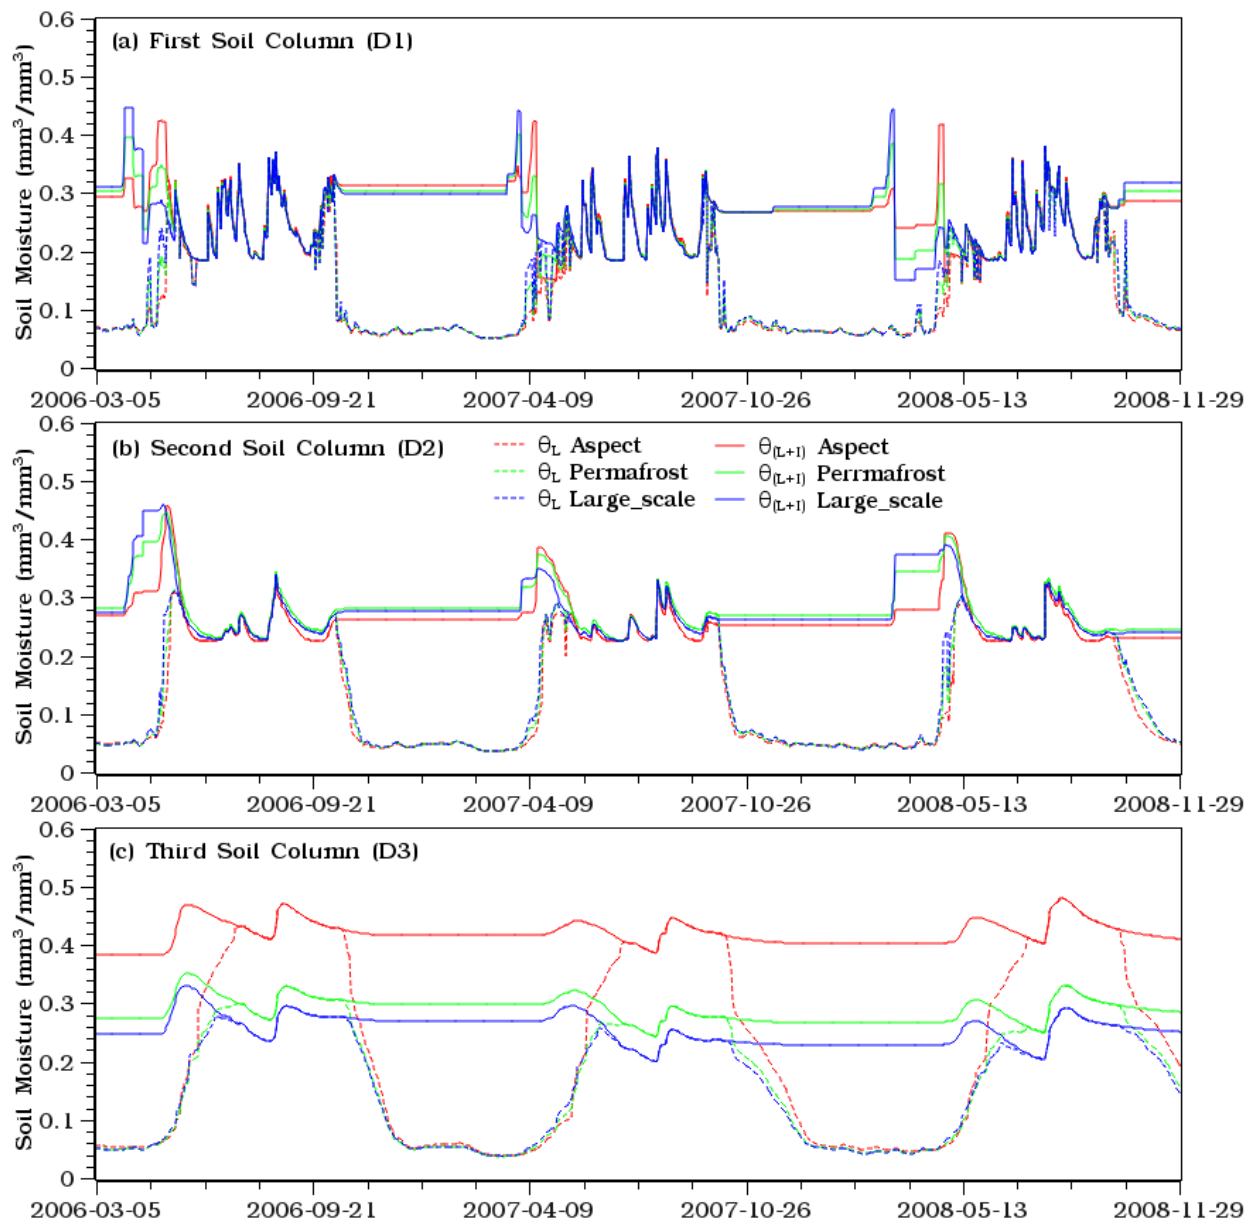 0.6
(a) First Soil Column (D1)
0.5
0.4
0.3
0.2
0.1
0
Soil Moisture (mm³/mm³)
2006-03-05 2006-09-21 2007-04-09 2007-10-26 2008-05-13 2008-11-29
0.6
(b) Second Soil Column (D2)
θL Aspect θ(L+I) Aspect
θL Permafrost θ(L+I) Perrmafrost
θL Large_scale θ(L+I) Large_scale
0.5
0.4
0.3
0.2
0.1
0
Soil Moisture (mm³/mm³)
2006-03-05 2006-09-21 2007-04-09 2007-10-26 2008-05-13 2008-11-29
0.6
(c) Third Soil Column (D3)
0.5
0.4
0.3
0.2
0.1
0
Soil Moisture (mm³/mm³)
2006-03-05 2006-09-21 2007-04-09 2007-10-26 2008-05-13 2008-11-29